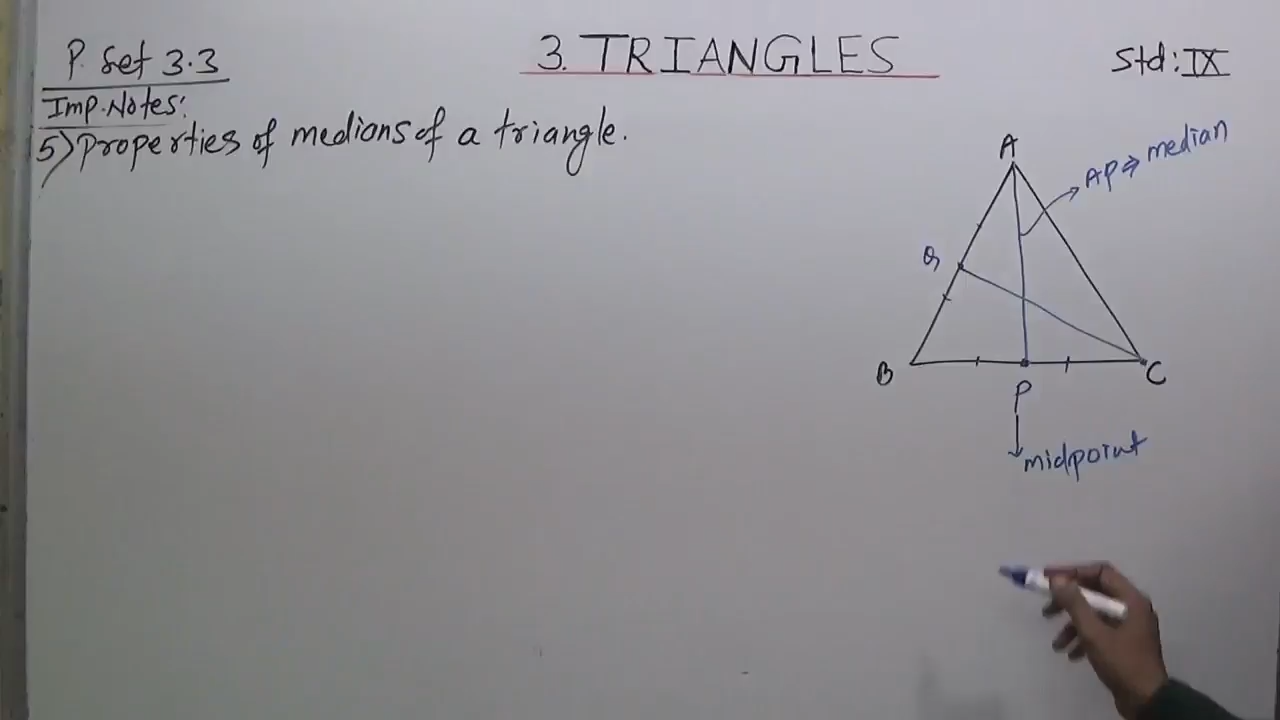 P. Set 3.3
3. TRIANGLES
Std: IX
Imp. Notes:
5) Properties of medians of a triangle.
A
AP ⇒ median
Q
B
C
P
midpoint